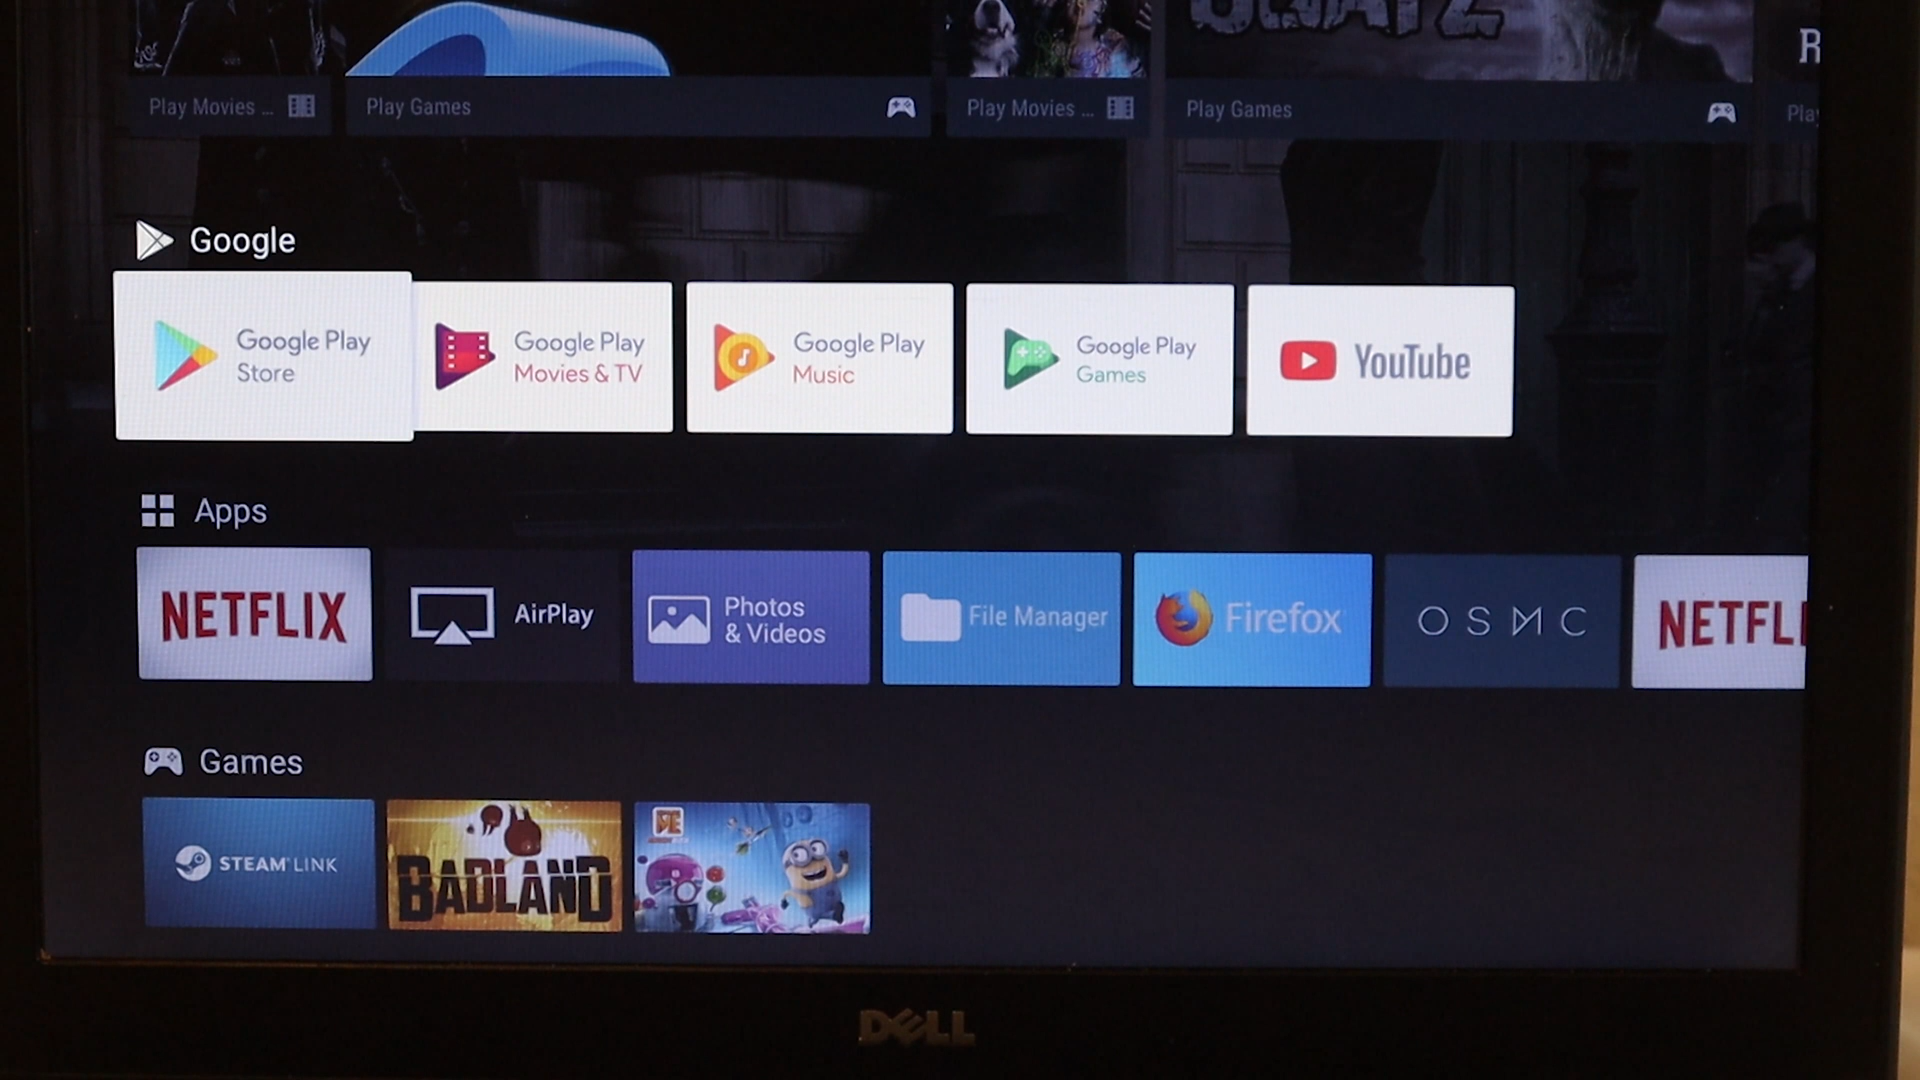 Play Movies ...
Play Games
Play Movies ...
Play Games
R
Google
Google Play
Store
Google Play
Movies & TV
Google Play
Music
Google Play
Games
YouTube
Apps
NETFLIX
AirPlay
Photos
& Videos
File Manager
Firefox
OSMC
NETFLI
Games
STEAM LINK
BADLAND
DELL